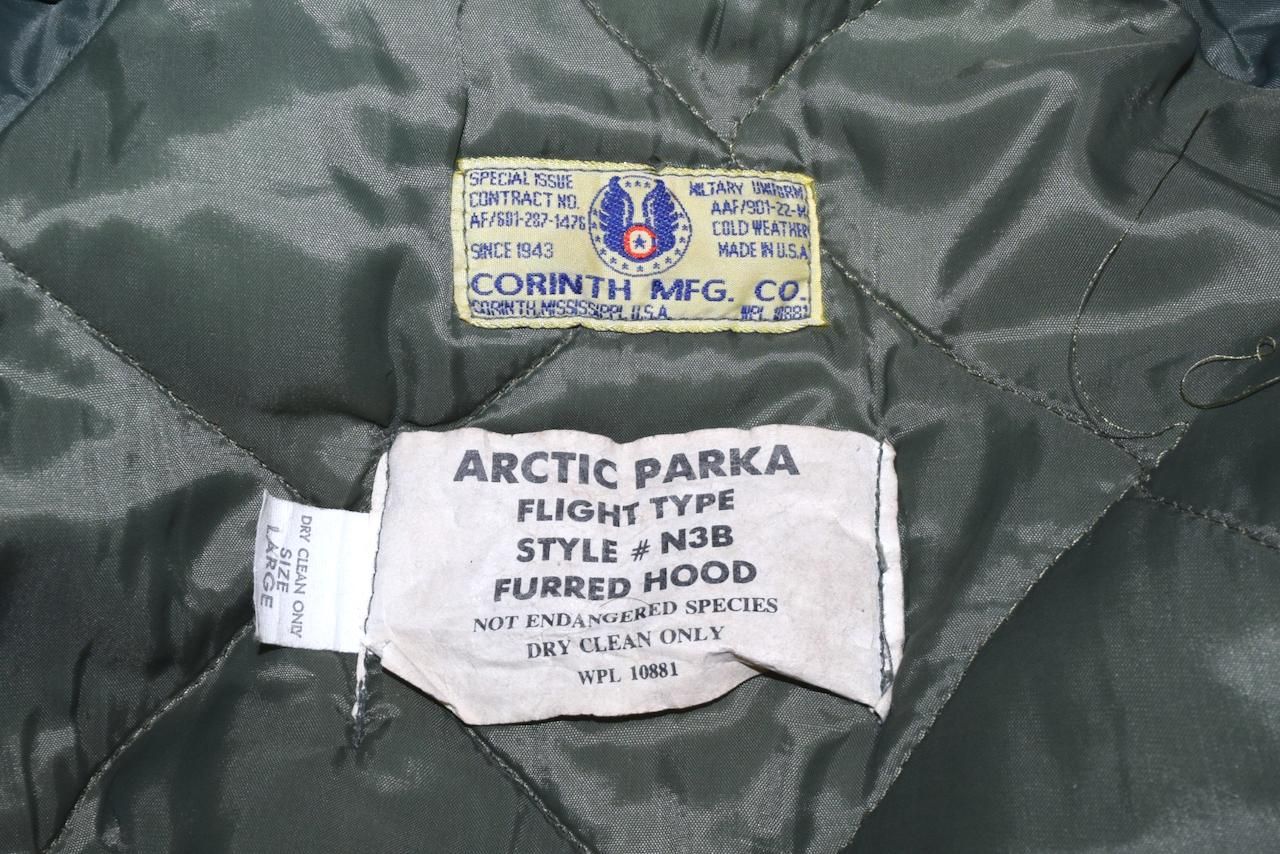 SPECIAL ISSUE
CONTRACT NO.
AF/601-287-1476
SINCE 1943
MILTARY UNIFORM
AAF/901-22-M
COLD WEATHER
MADE IN U.S.A
C
CORINTH MFG. CO.
CORINTH, MISSISSIPPI, U.S.A. WPL 10881
ARCTIC PARKA
FLIGHT TYPE
STYLE # N3B
FURRED HOOD
NOT ENDANGERED SPECIES
DRY CLEAN ONLY
WPL 10881
DRY CLEAN ONLY
SIZE
LARGE